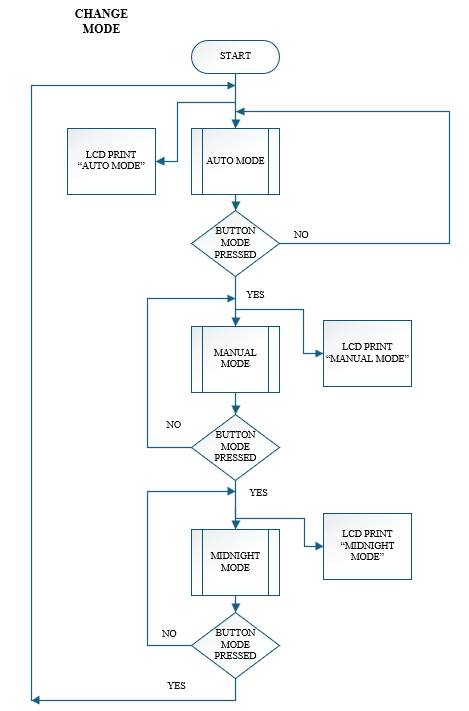 CHANGE
MODE
START
LCD PRINT
“AUTO MODE”
AUTO MODE
BUTTON
MODE
PRESSED
NO
YES
MANUAL
MODE
LCD PRINT
“MANUAL MODE”
NO
BUTTON
MODE
PRESSED
YES
MIDNIGHT
MODE
LCD PRINT
“MIDNIGHT
MODE”
NO
BUTTON
MODE
PRESSED
YES